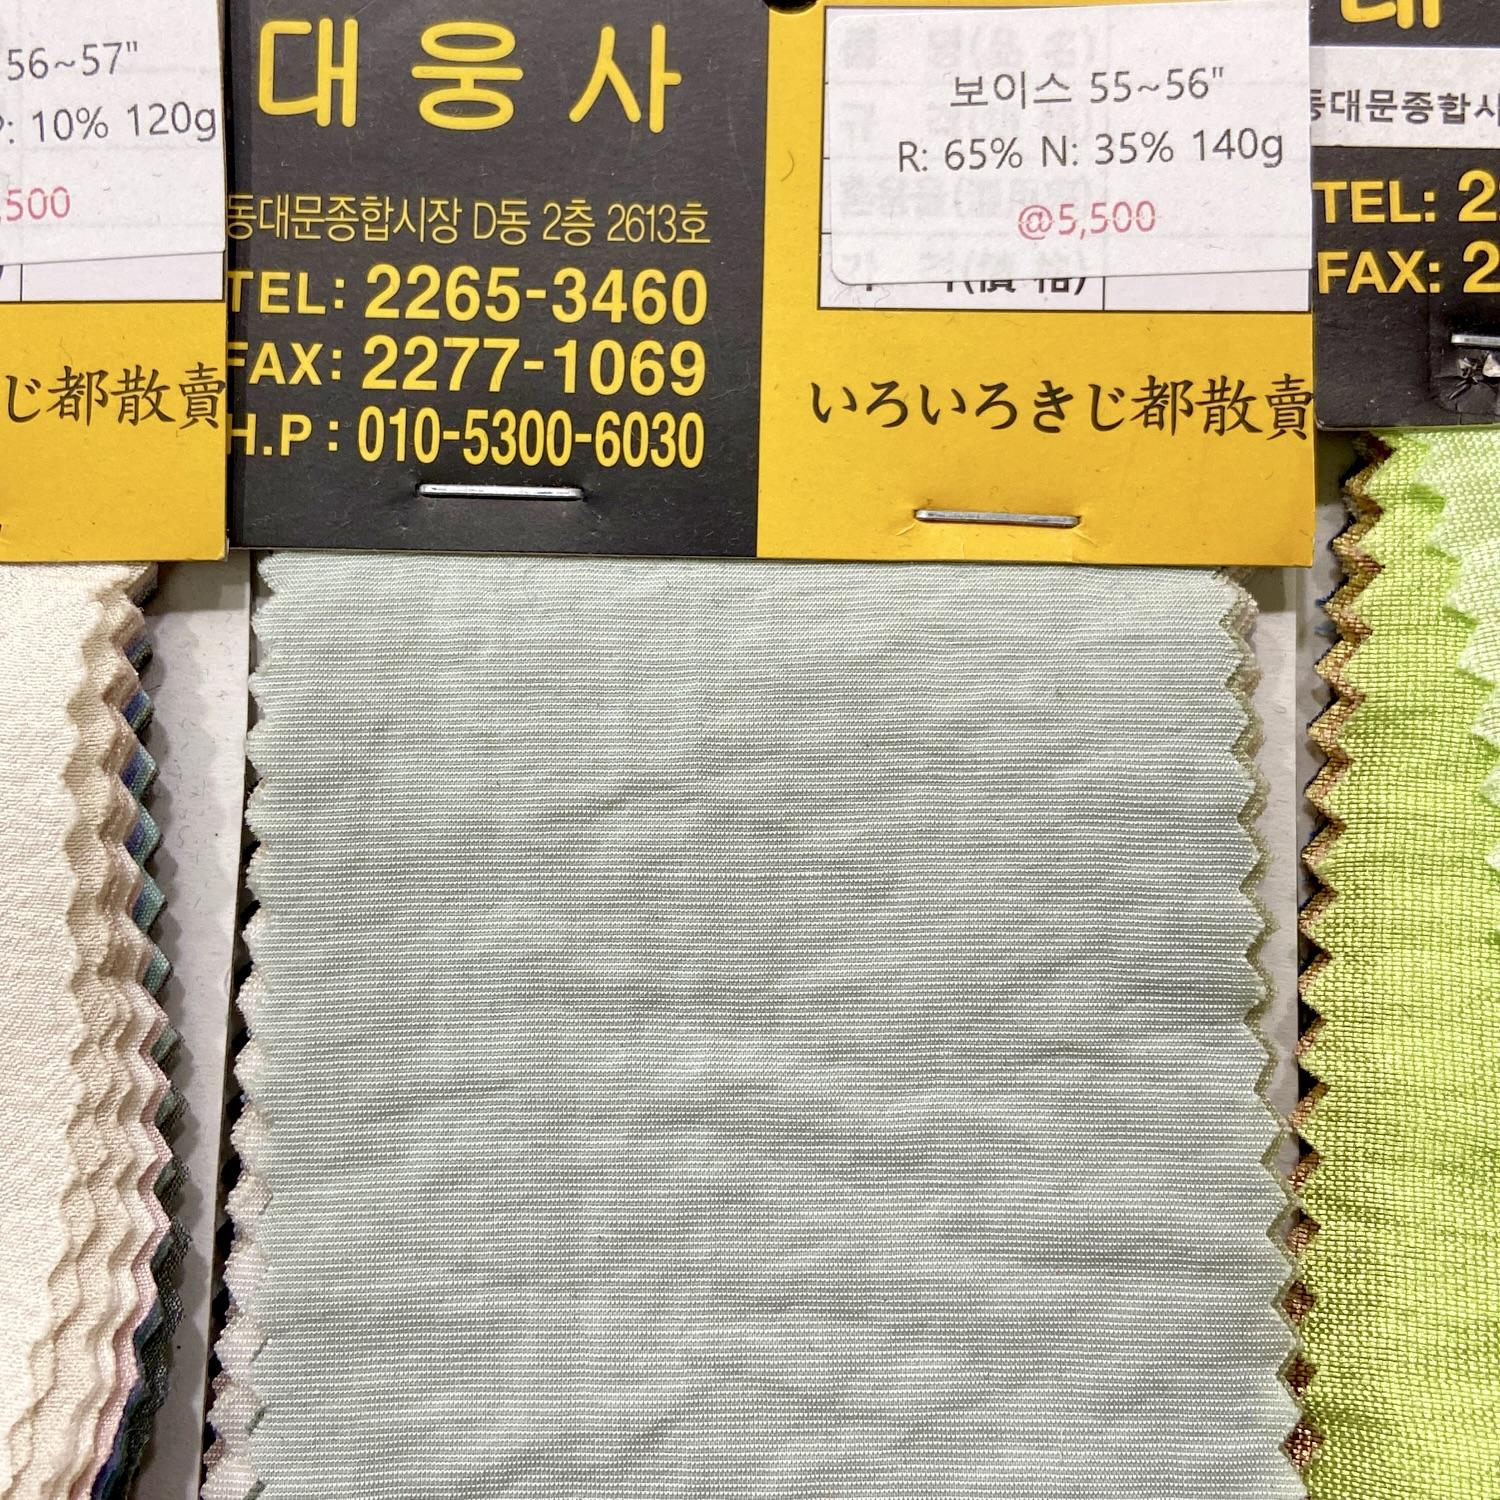 56~57"
P: 10% 120g
,500
じ都散賣
대웅사
동대문종합시장 D동 2층 2613호
TEL: 2265-3460
FAX: 2277-1069
H.P : 010-5300-6030
보이스 55~56"
R: 65% N: 35% 140g
@5,500
いろいろきじ都散賣
대
동대문종합시
TEL: 2
FAX: 2